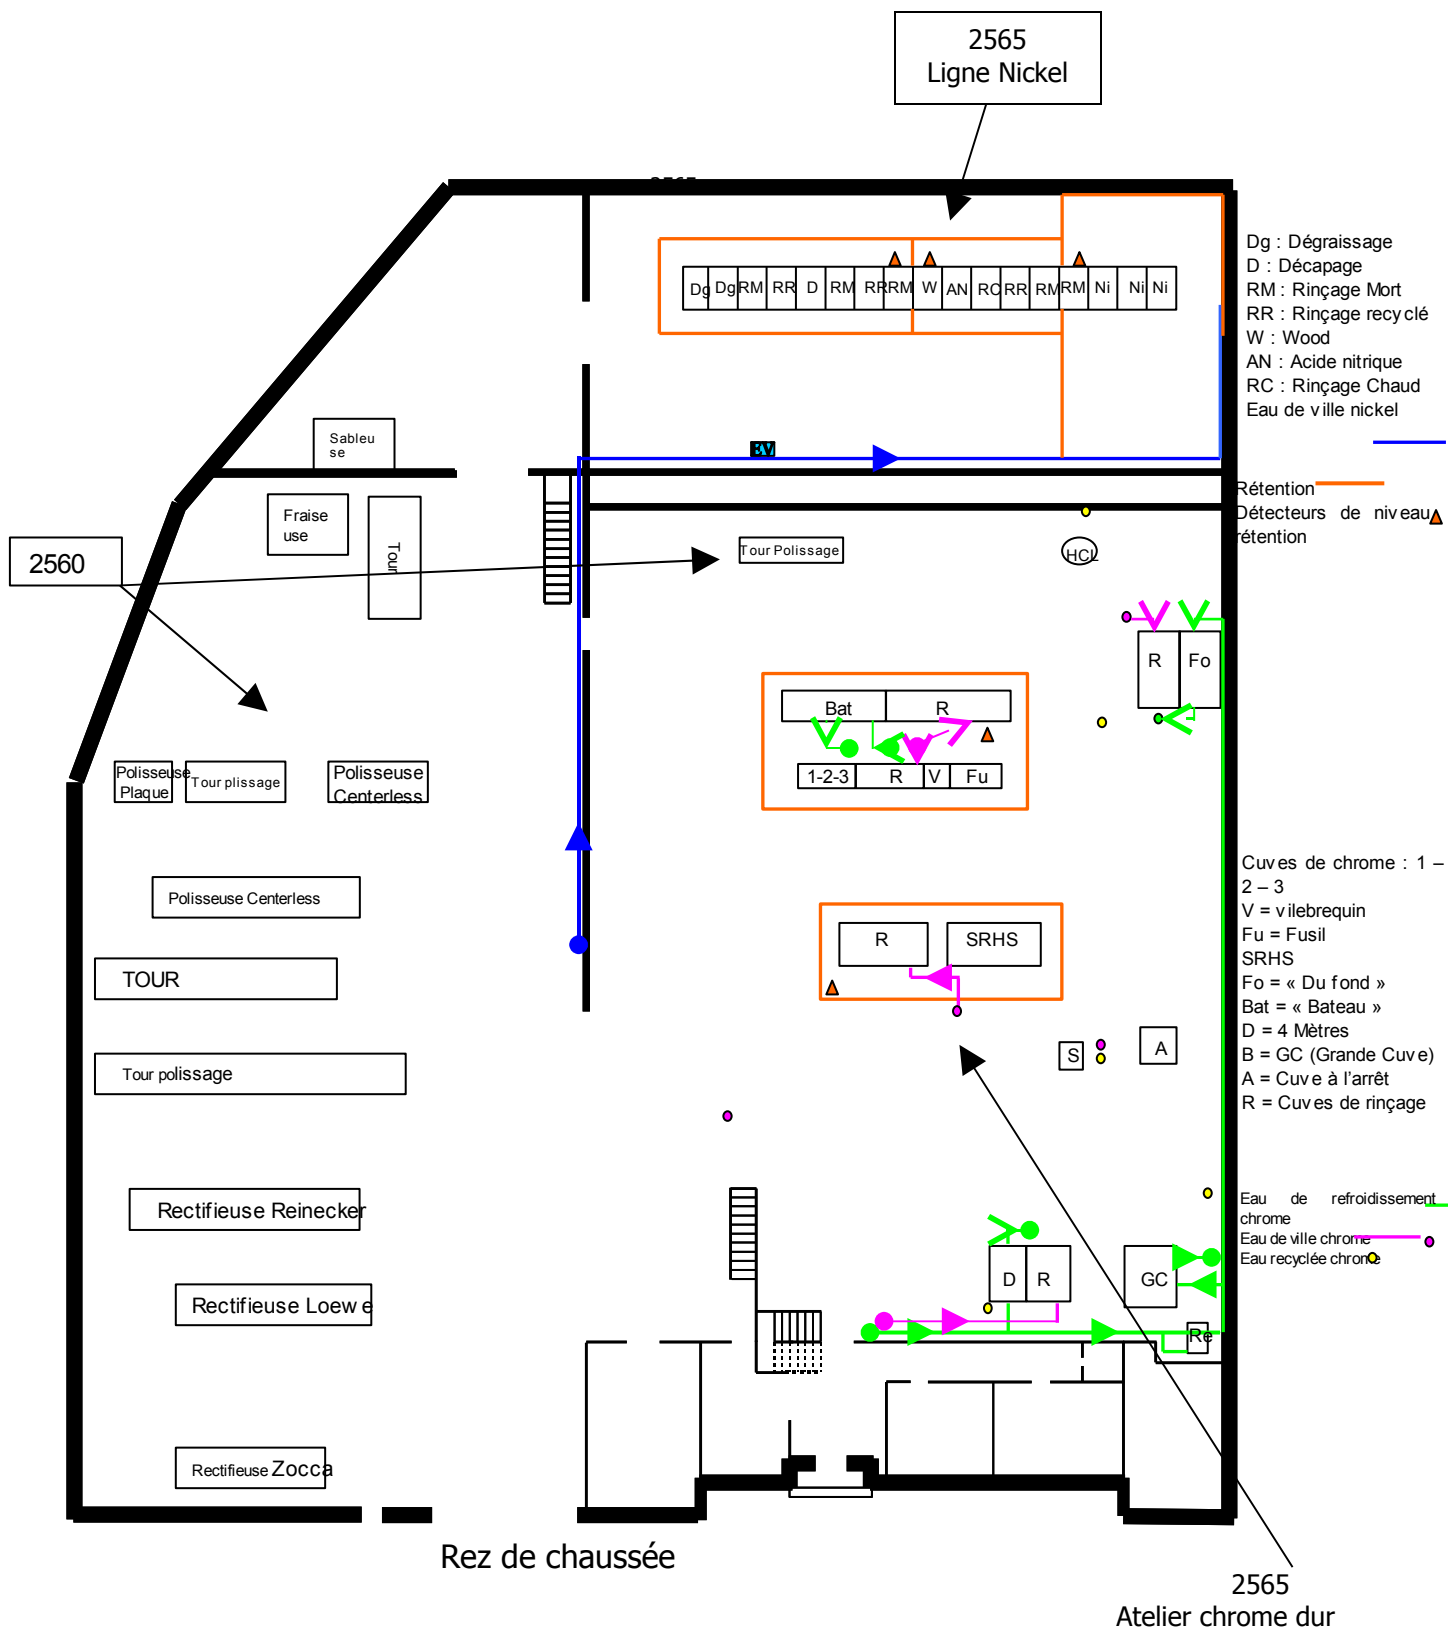 2565
Ligne Nickel
Dg Dg RM RR D RM RR RM W AN RC RR RM RM Ni Ni Ni
Dg : Dégraissage
D : Décapage
RM : Rinçage Mort
RR : Rinçage recyclé
W : Wood
AN : Acide nitrique
RC : Rinçage Chaud
Eau de ville nickel
Rétention
Détecteurs de niveau
rétention
Sableu
se
EV
Fraise
use
Tour
2560
Tour Polissage
HCL
R Fo
Bat R
1-2-3 R V Fu
Polisseuse
Plaque
Tour plissage
Polisseuse
Centerless
Polisseuse Centerless
R SRHS
TOUR
S A
Tour polissage
Cuves de chrome : 1 –
2 – 3
V = vilebrequin
Fu = Fusil
SRHS
Fo = « Du fond »
Bat = « Bateau »
D = 4 Mètres
B = GC (Grande Cuve)
A = Cuve à l'arrêt
R = Cuves de rinçage
Rectifieuse Reinecker
Eau de refroidissement
chrome
Eau de ville chrome
Eau recyclée chrome
D R GC
Rectifieuse Loewe
Re
Rectifieuse Zocca
Rez de chaussée
2565
Atelier chrome dur